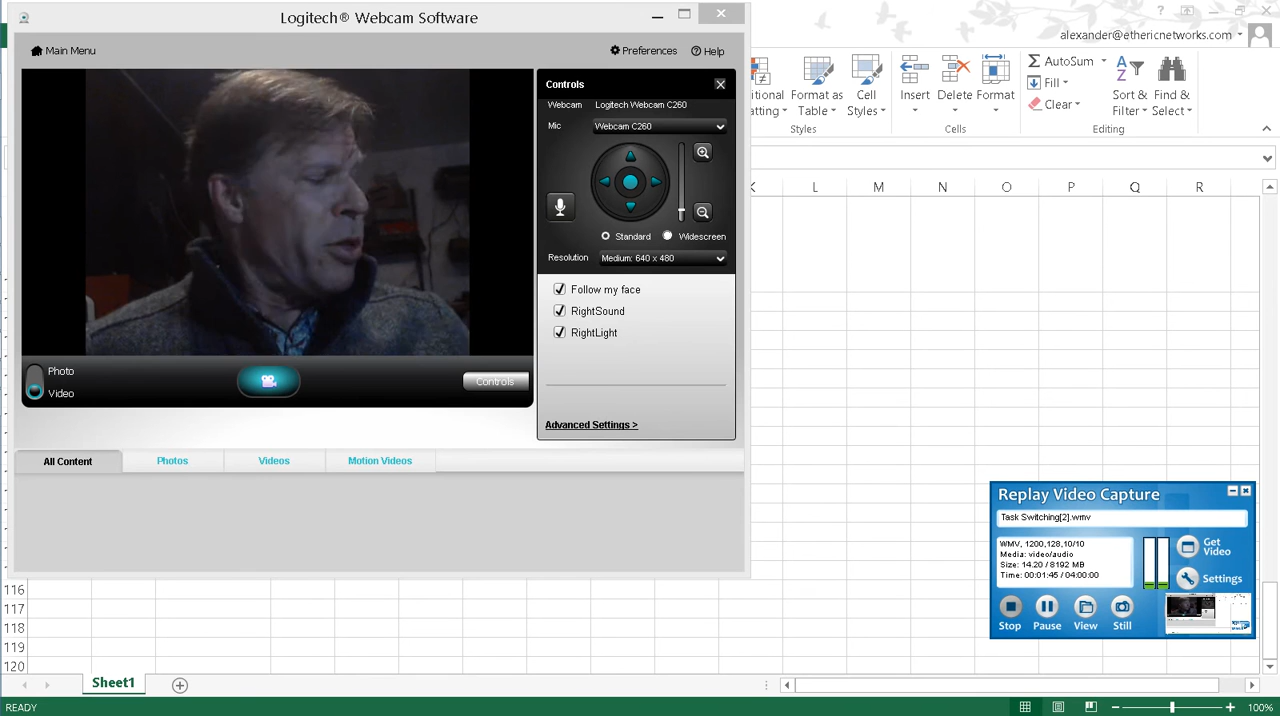 Logitech® Webcam Software
Main Menu
Preferences
Help
Controls
Webcam Logitech Webcam C260
Mic Webcam C260
Standard Widescreen
Resolution Medium: 640 x 480
Follow my face
RightSound
RightLight
Advanced Settings >
Photo
Video
Controls
All Content Photos Videos Motion Videos
alexander@ethericnetworks.com
Format as
Table
Cell
Styles
Styles
Insert Delete Format
Cells
AutoSum
Fill
Clear
Sort &
Filter
Find &
Select
Editing
L M N O P Q R
Replay Video Capture
Task Switching[2].wmv
WMV, 1200,128,10/10
Media: video/audio
Size: 14.20 / 8192 MB
Time: 00:01:45 / 04:00:00
Get
Video
Settings
Stop Pause View Still
116
117
118
119
120
Sheet1
READY
100%